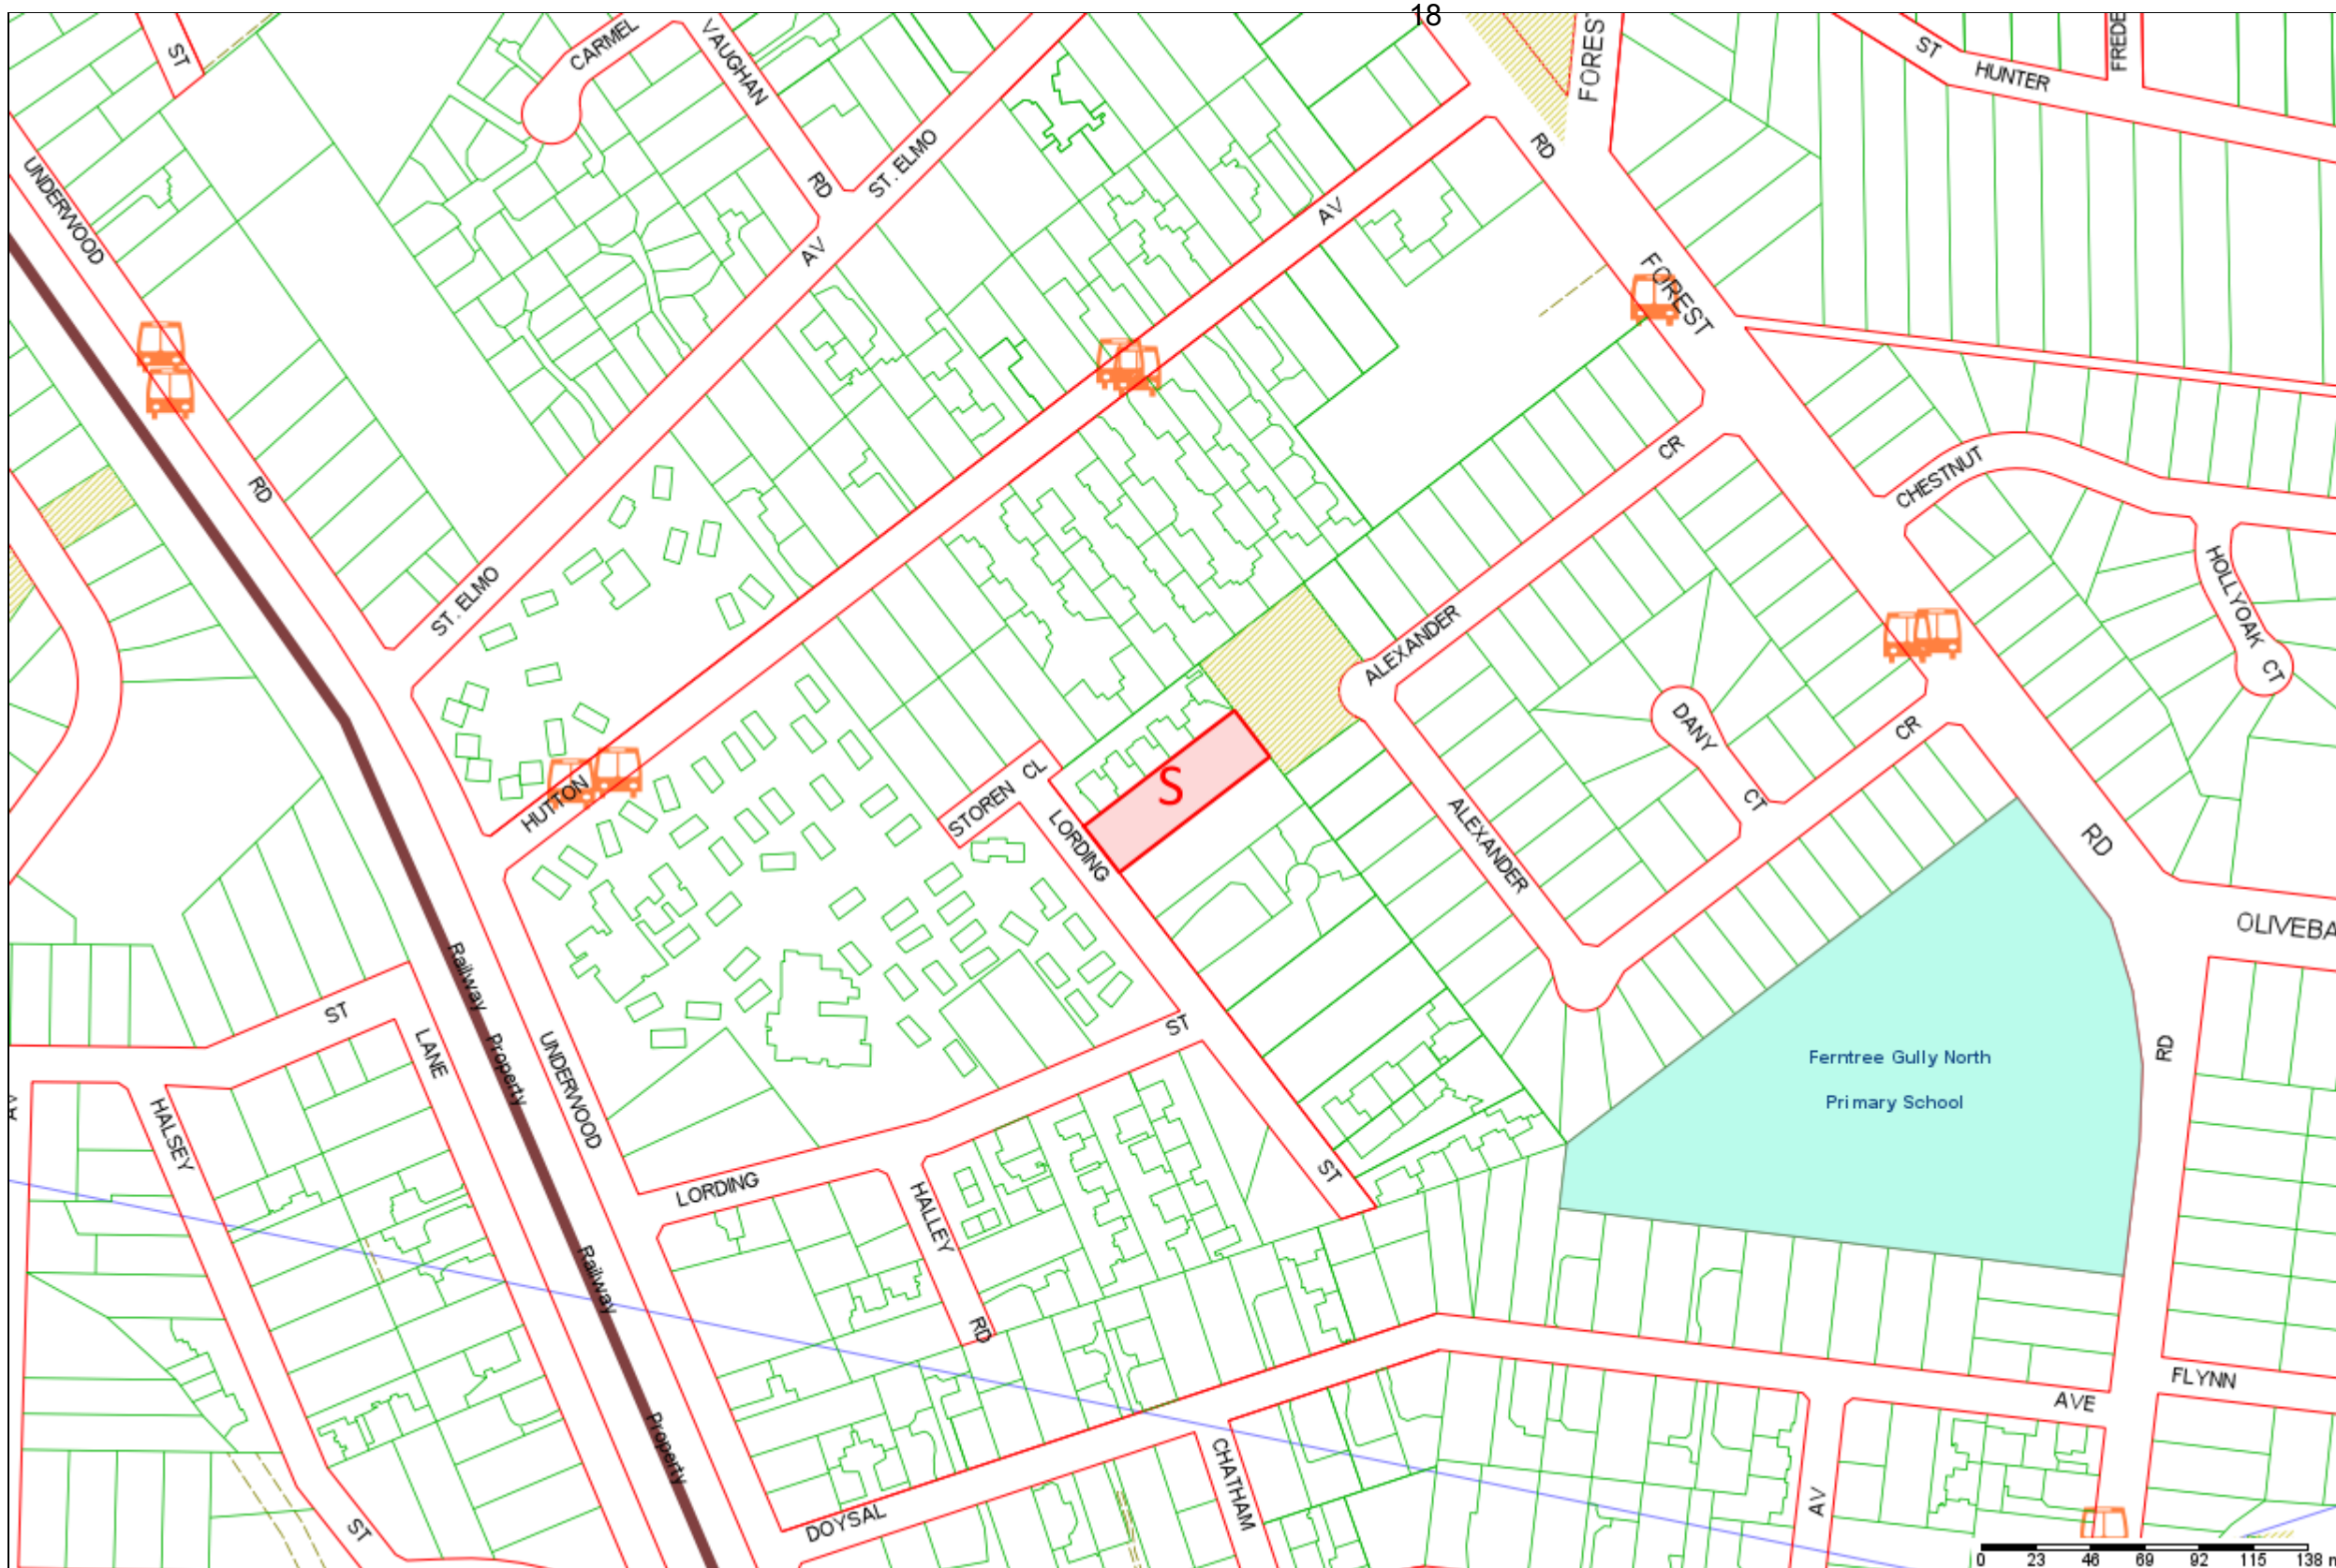 18
ST
CARMEL
VAUGHAN
RD
ST. ELMO
AV
FOREST
RD
ST
HUNTER
FREDE
UNDERWOOD
RD
AV
FOREST
CR
CHESTNUT
HOLLYOAK
CT
ST. ELMO
ALEXANDER
DANY
CT
CR
HUTTON
STOREN CL
LORDING
S
ALEXANDER
RD
OLIVEBA
Railway
Property
ST
LANE
UNDERWOOD
ST
RD
Ferntree Gully North
Primary School
HALSEY
LORDING
HALLEY
RD
ST
Railway
Property
FLYNN
AVE
CHATHAM
DOYSAL
AV
ST
0 23 46 69 92 115 138 m